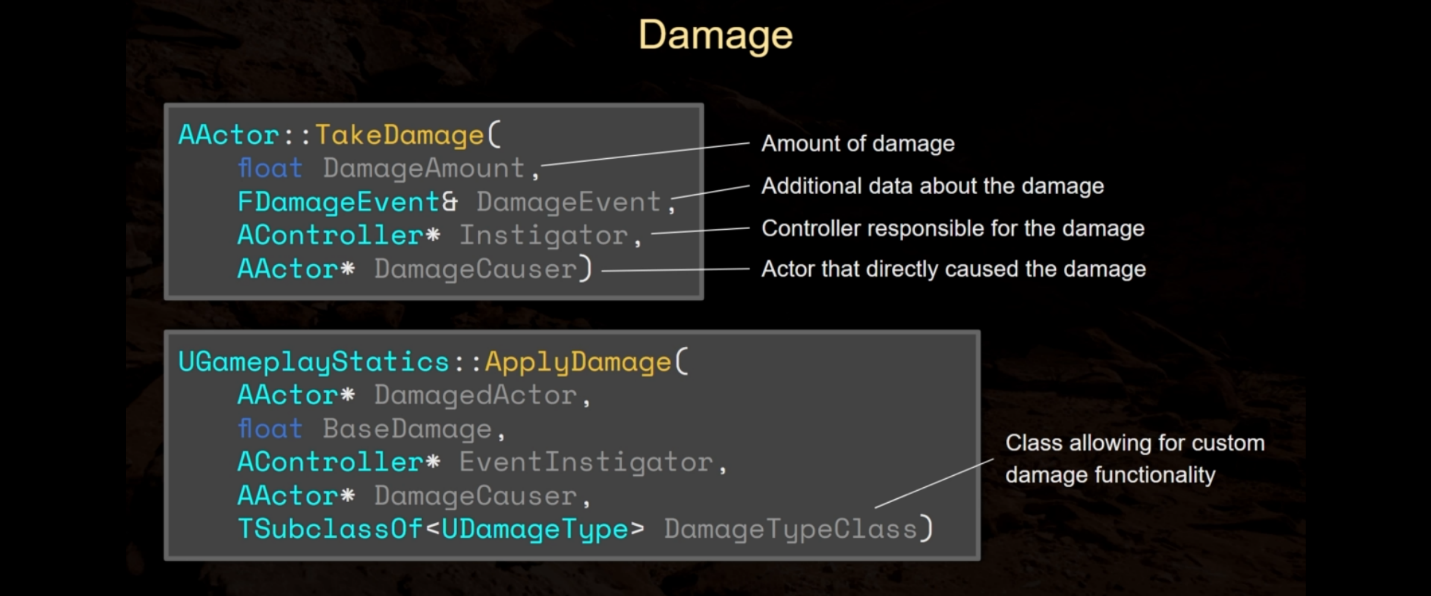 Damage
AActor::TakeDamage(
float DamageAmount,
FDamageEvent& DamageEvent,
AController* Instigator,
AActor* DamageCauser)
Amount of damage
Additional data about the damage
Controller responsible for the damage
Actor that directly caused the damage
UGameplayStatics::ApplyDamage(
AActor* DamagedActor,
float BaseDamage,
AController* EventInstigator,
AActor* DamageCauser,
TSubclassOf<UDamageType> DamageTypeClass)
Class allowing for custom
damage functionality